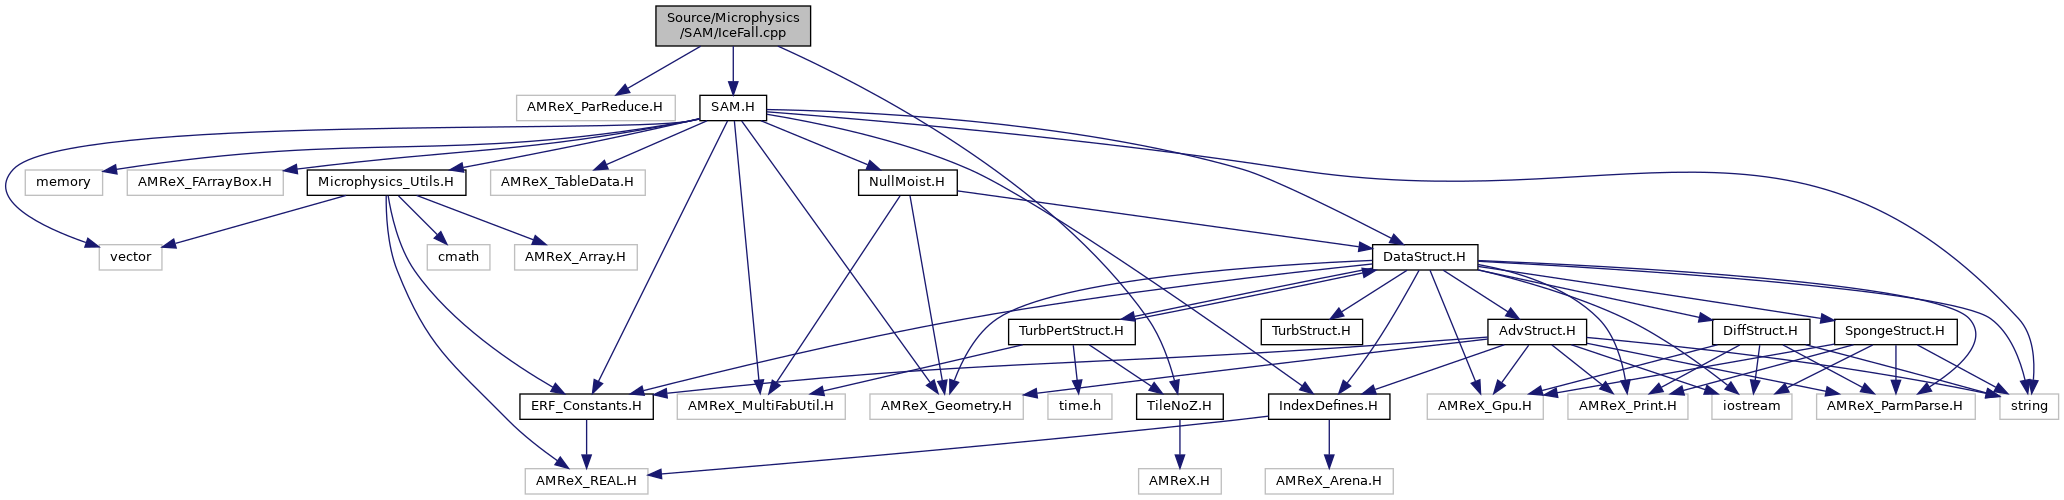 Source/Microphysics
/SAM/IceFall.cpp
AMReX_ParReduce.H
SAM.H
memory
AMReX_FArrayBox.H
Microphysics_Utils.H
AMReX_TableData.H
NullMoist.H
vector
cmath
AMReX_Array.H
DataStruct.H
TurbPertStruct.H
TurbStruct.H
AdvStruct.H
DiffStruct.H
SpongeStruct.H
ERF_Constants.H
AMReX_MultiFabUtil.H
AMReX_Geometry.H
time.h
TileNoZ.H
IndexDefines.H
AMReX_Gpu.H
AMReX_Print.H
iostream
AMReX_ParmParse.H
string
AMReX_REAL.H
AMReX.H
AMReX_Arena.H